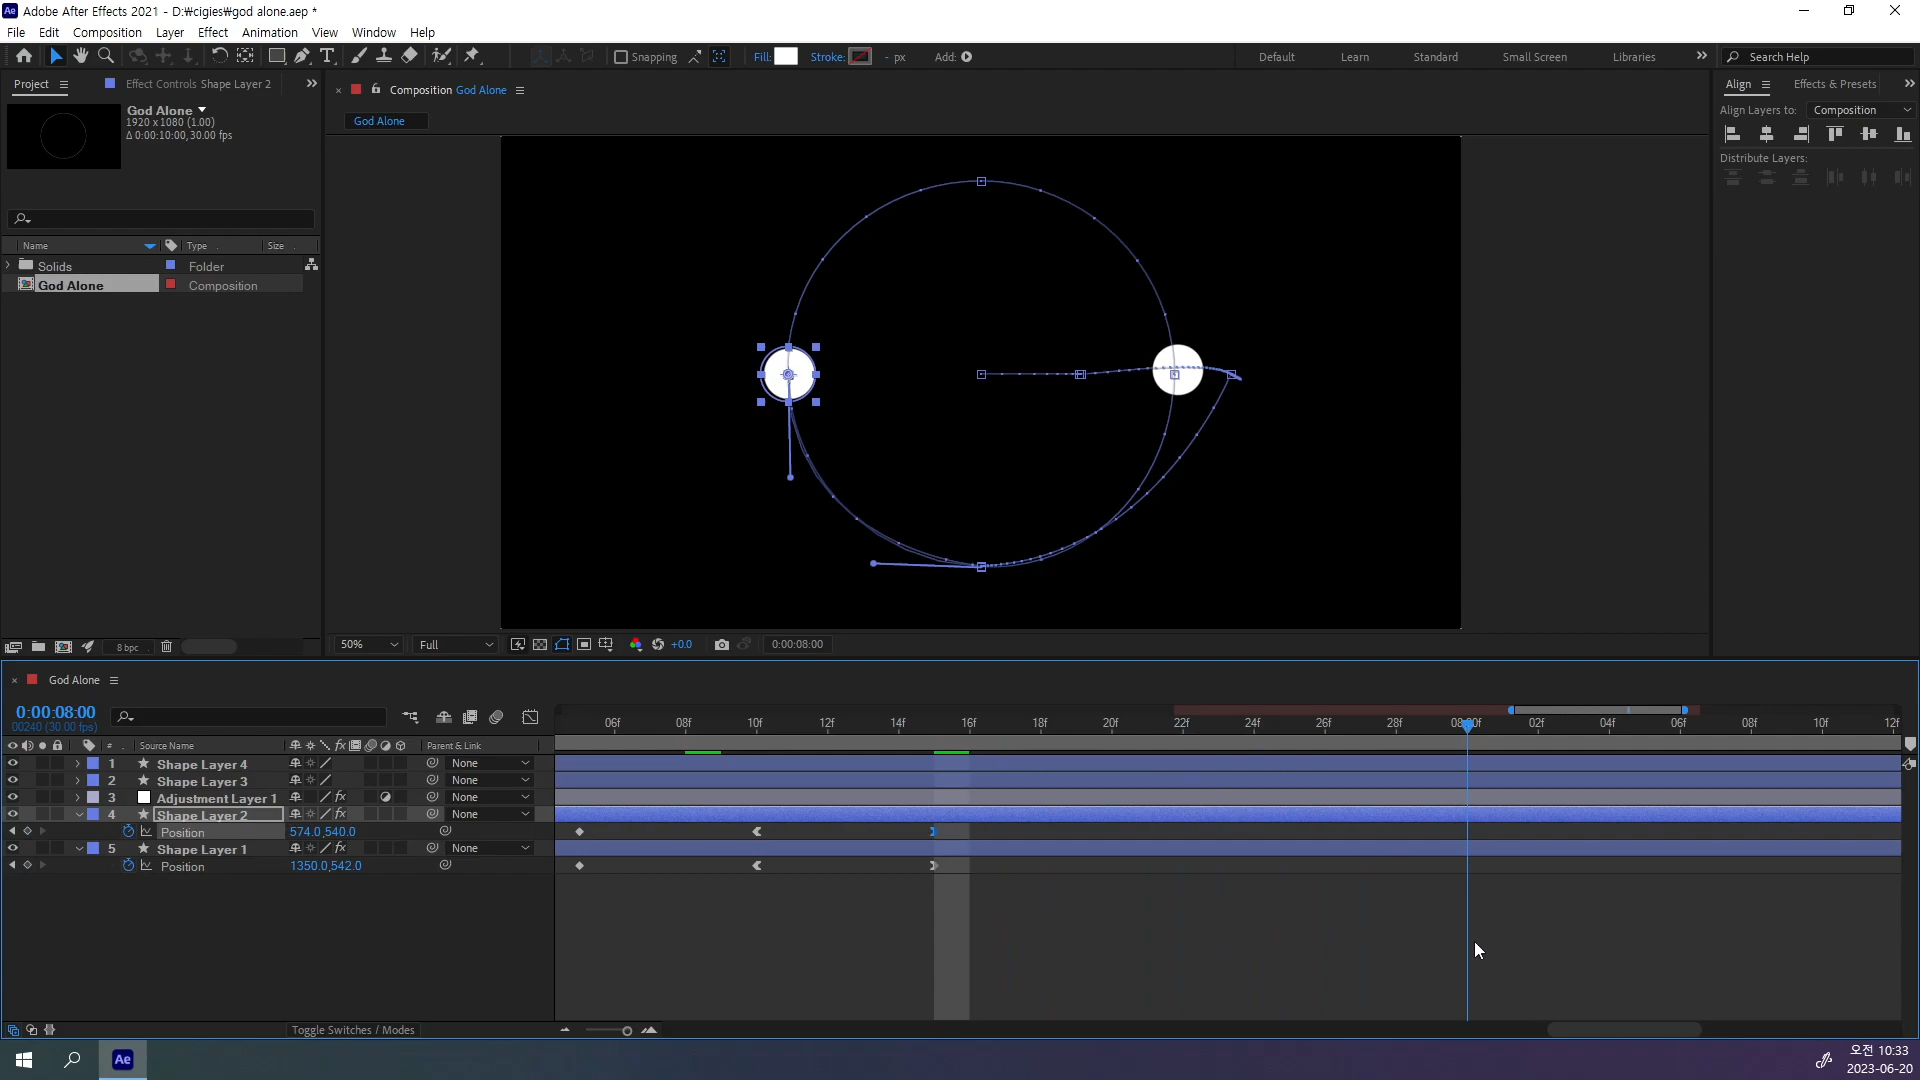 Ae Adobe After Effects 2021 - D:₩cigies₩god alone.aep *
File Edit Composition Layer Effect Animation View Window Help
Snapping Fill: Stroke: - px Add: Default Learn Standard Small Screen Libraries Search Help
Project Effect Controls Shape Layer 2
Composition God Alone
Align Effects & Presets
God Alone
1920 x 1080 (1.00)
Δ 0:00:10:00, 30.00 fps
God Alone
Align Layers to: Composition
Distribute Layers:
Name Type Size
Solids Folder
God Alone Composition
8 bpc
50% Full +0.0 0:00:08:00
God Alone
0:00:08:00
00240 (30.00 fps)
06f 08f 10f 12f 14f 16f 18f 20f 22f 24f 26f 28f 02f 04f 06f 08f 10f 12f
# Source Name fx Parent & Link
1 Shape Layer 4 None
2 Shape Layer 3 None
3 Adjustment Layer 1 fx None
4 Shape Layer 2 fx None
Position 574.0,540.0
5 Shape Layer 1 fx None
Position 1350.0,542.0
Toggle Switches / Modes
Ae
오전 10:33
2023-06-20